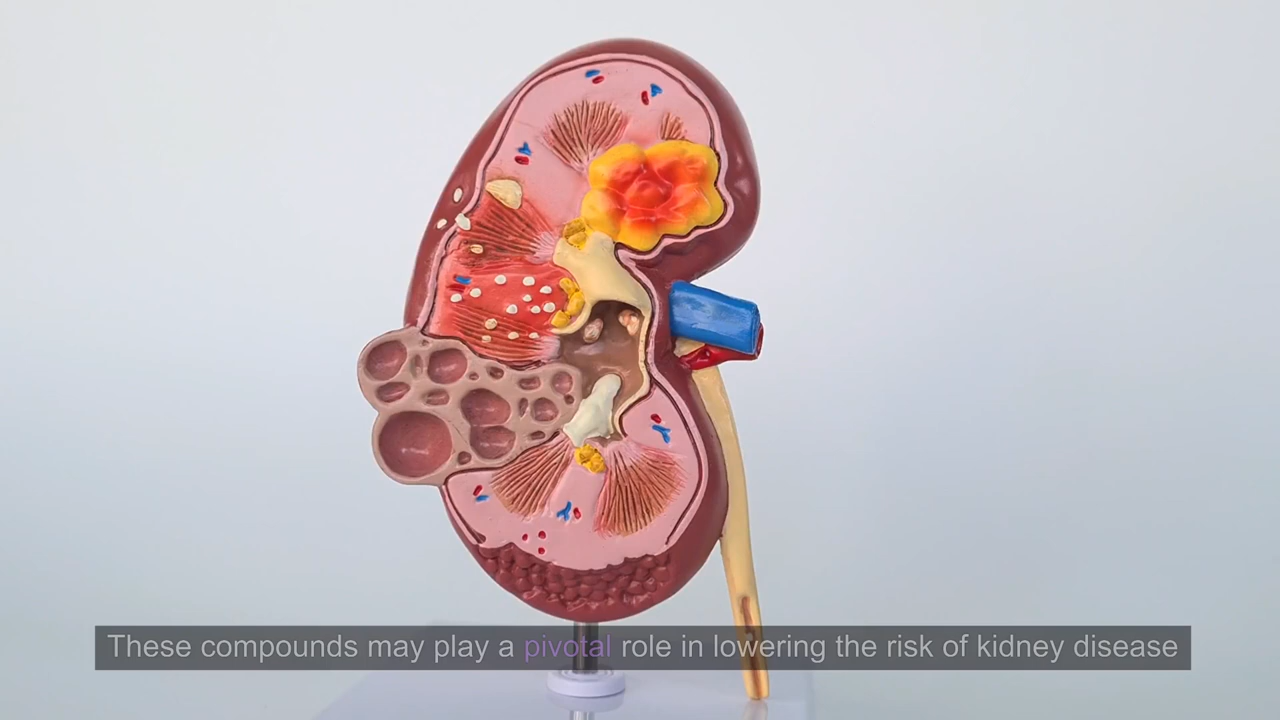 These compounds may play a pivotal role in lowering the risk of kidney disease